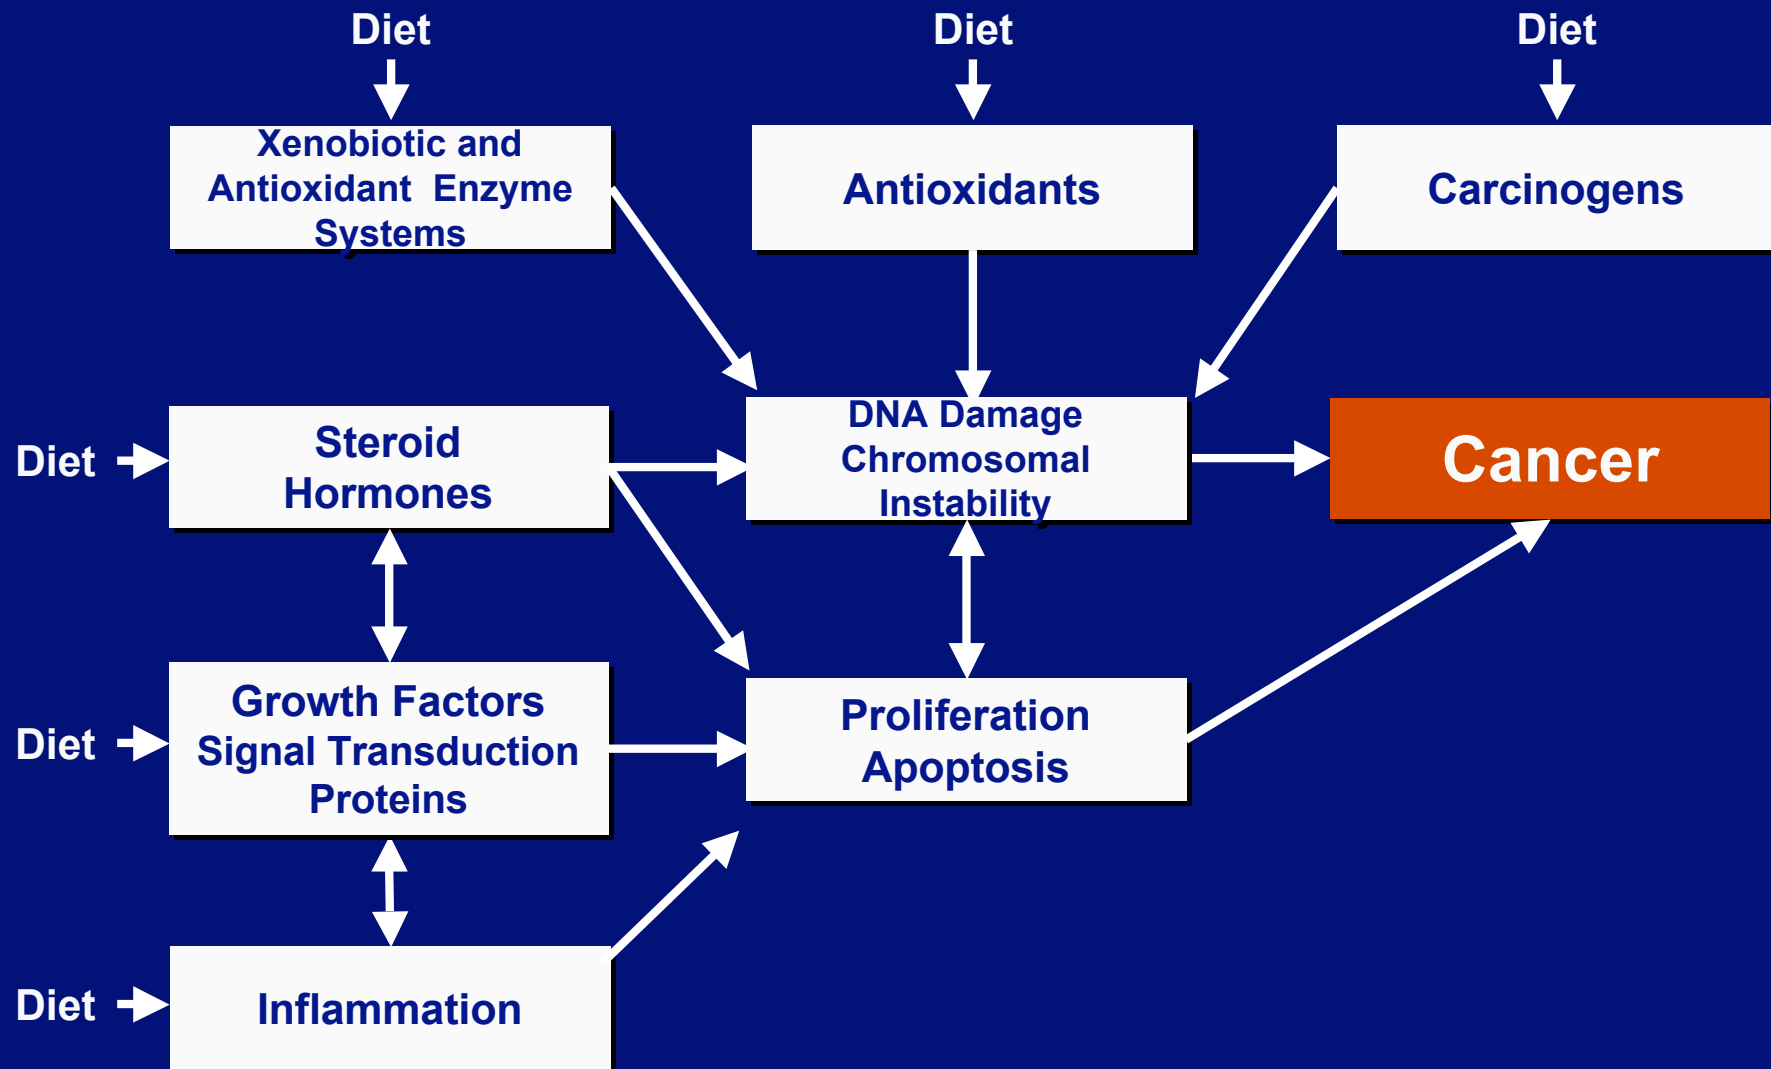 Diet
Diet
Diet
Xenobiotic and
Antioxidant  Enzyme
Systems
Antioxidants
Carcinogens
Diet
Steroid
Hormones
DNA Damage
Chromosomal
Instability
Cancer
Diet
Growth Factors
Signal Transduction
Proteins
Proliferation
Apoptosis
Diet
Inflammation